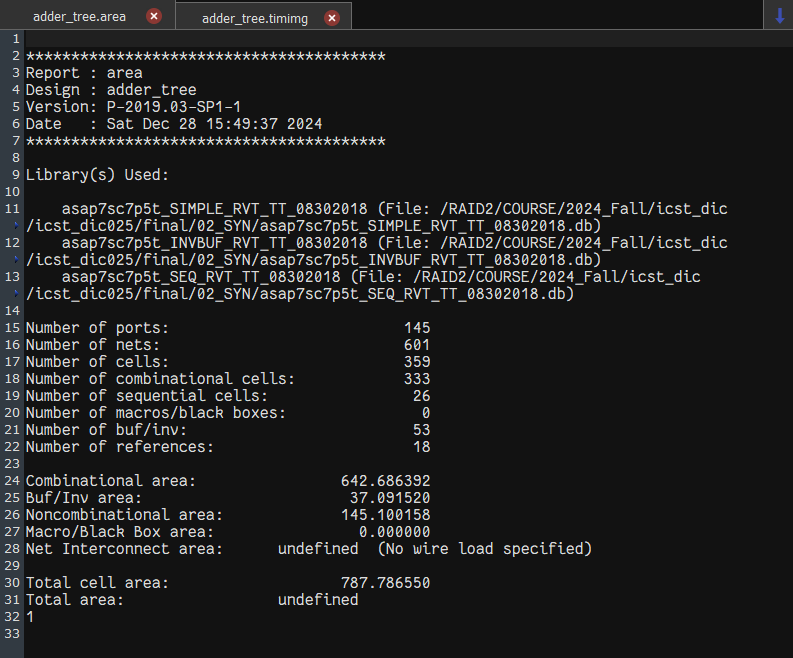 adder_tree.area
adder_tree.timimg
1
2 ****************************************
3 Report : area
4 Design : adder_tree
5 Version: P-2019.03-SP1-1
6 Date   : Sat Dec 28 15:49:37 2024
7 ****************************************
8
9 Library(s) Used:
10
11     asap7sc7p5t_SIMPLE_RVT_TT_08302018 (File: /RAID2/COURSE/2024_Fall/icst_dic
/icst_dic025/final/02_SYN/asap7sc7p5t_SIMPLE_RVT_TT_08302018.db)
12     asap7sc7p5t_INVBUF_RVT_TT_08302018 (File: /RAID2/COURSE/2024_Fall/icst_dic
/icst_dic025/final/02_SYN/asap7sc7p5t_INVBUF_RVT_TT_08302018.db)
13     asap7sc7p5t_SEQ_RVT_TT_08302018 (File: /RAID2/COURSE/2024_Fall/icst_dic
/icst_dic025/final/02_SYN/asap7sc7p5t_SEQ_RVT_TT_08302018.db)
14
15 Number of ports:                          145
16 Number of nets:                           601
17 Number of cells:                          359
18 Number of combinational cells:            333
19 Number of sequential cells:                26
20 Number of macros/black boxes:               0
21 Number of buf/inv:                         53
22 Number of references:                      18
23
24 Combinational area:                642.686392
25 Buf/Inv area:                       37.091520
26 Noncombinational area:             145.100158
27 Macro/Black Box area:                0.000000
28 Net Interconnect area:      undefined  (No wire load specified)
29
30 Total cell area:                   787.786550
31 Total area:                 undefined
32 1
33